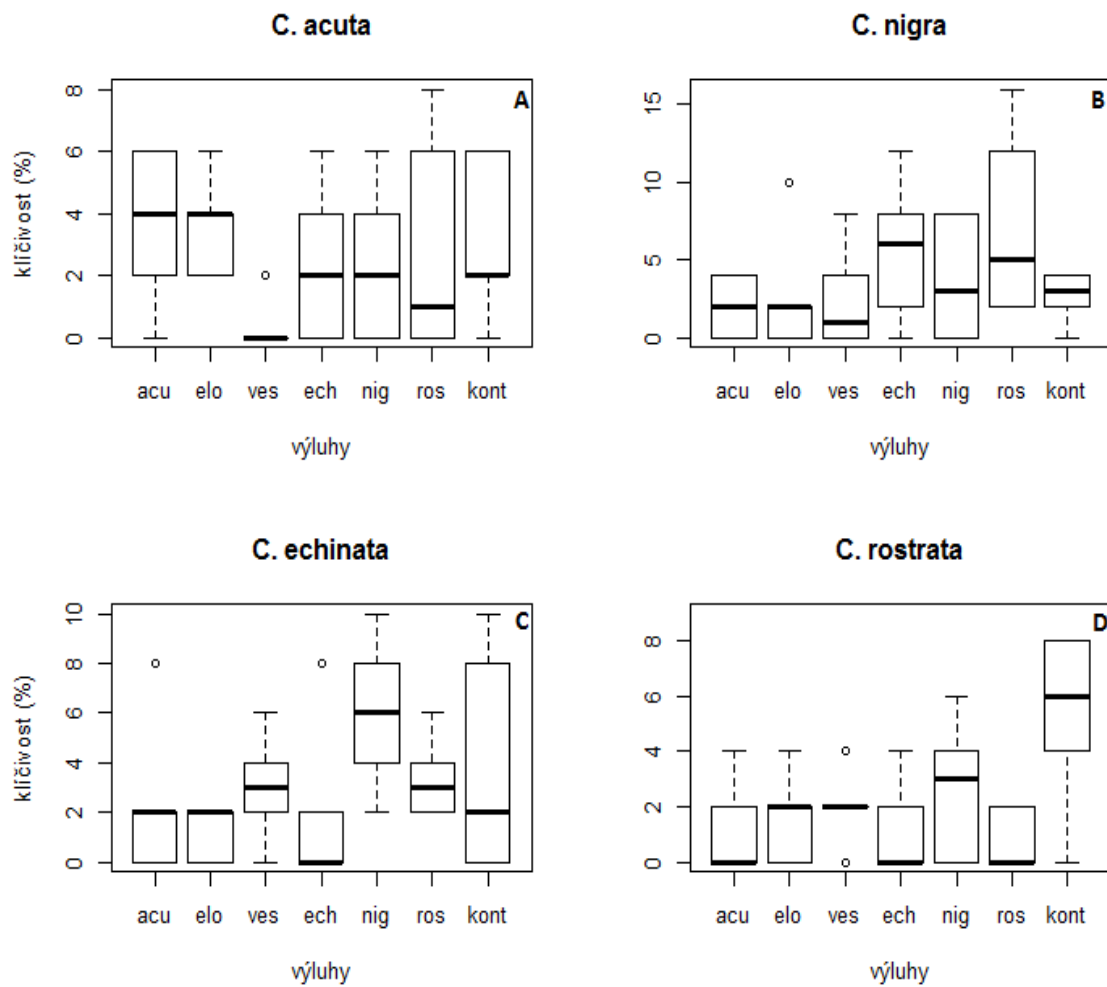 C. acuta
A
klíčivost (%)
8
6
4
2
0
acu elo ves ech nig ros kont
výluhy
C. nigra
B
15
10
5
0
acu elo ves ech nig ros kont
výluhy
C. echinata
C
klíčivost (%)
10
8
6
4
2
0
acu elo ves ech nig ros kont
výluhy
C. rostrata
D
8
6
4
2
0
acu elo ves ech nig ros kont
výluhy